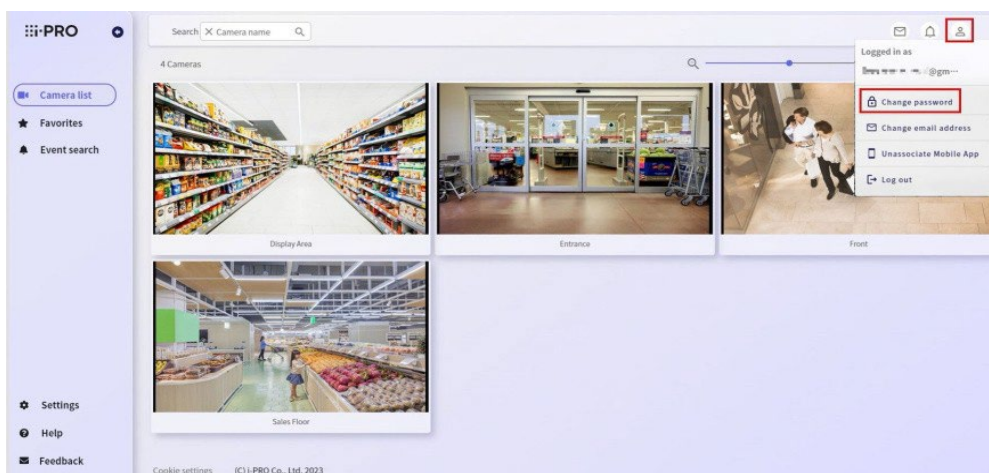 i-PRO
Search
Camera name
4 Cameras
Logged in as
@gm…
Change password
Change email address
Unassociate Mobile App
Log out
Camera list
Favorites
Event search
Display Area
Entrance
Front
Sales Floor
Settings
Help
Feedback
Cookie settings (C) i-PRO Co., Ltd. 2023